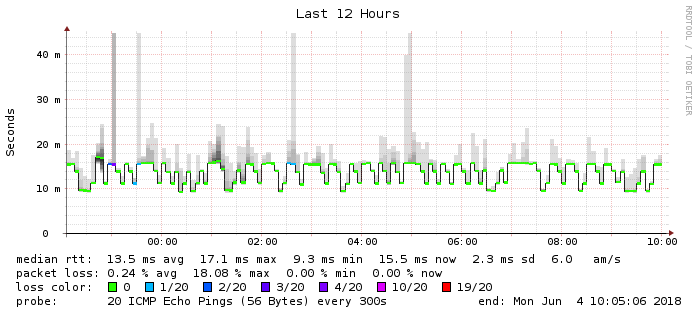 Last 12 Hours
RRDTOOL / TOBI OETIKER
Seconds
40 m
30 m
20 m
10 m
0
00:00 02:00 04:00 06:00 08:00 10:00
median rtt: 13.5 ms avg 17.1 ms max 9.3 ms min 15.5 ms now 2.3 ms sd 6.0 am/s
packet loss: 0.24 % avg 18.08 % max 0.00 % min 0.00 % now
loss color: 0 1/20 2/20 3/20 4/20 10/20 19/20
probe: 20 ICMP Echo Pings (56 Bytes) every 300s end: Mon Jun 4 10:05:06 2018